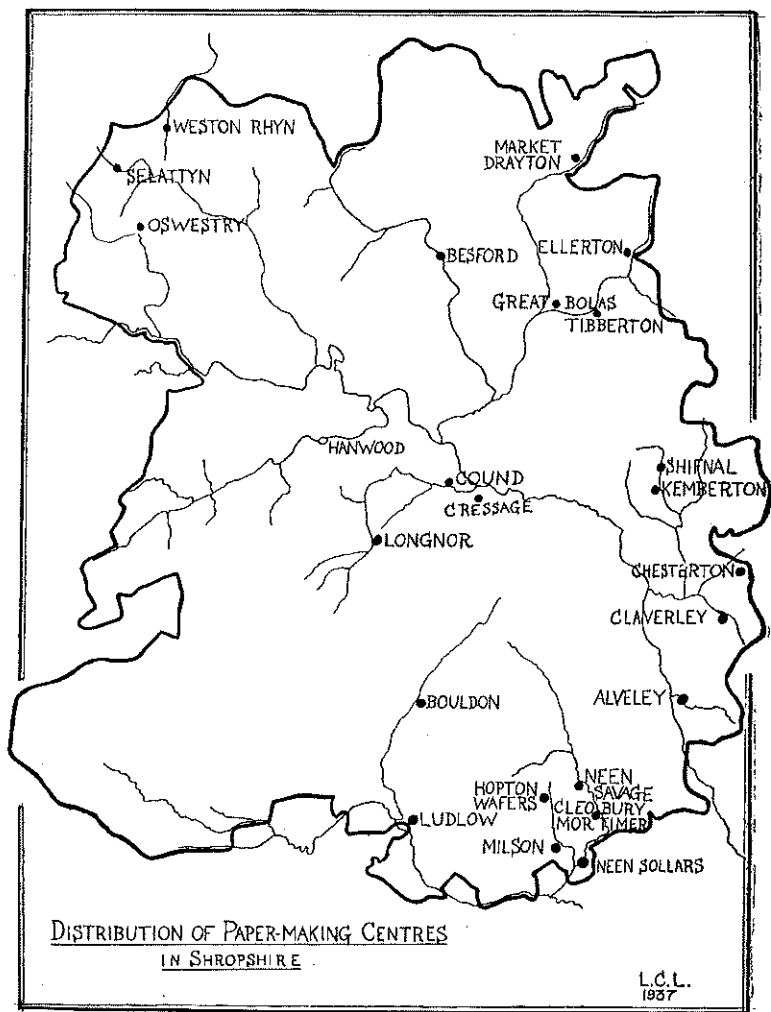 WESTON RHYN
MARKET
DRAYTON
SELATTYN
OSWESTRY
BESFORD
ELLERTON
GREAT BOLAS
TIBBERTON
HANWOOD
SHIFNAL
COUND
KEMBERTON
CRESSAGE
LONGNOR
CHESTERTON
CLAVERLEY
BOULDON
ALVELEY
NEEN
SAVAGE
HOPTON
WAFERS
CLEOBURY
MORTIMER
LUDLOW
MILSON
NEEN SOLLARS
DISTRIBUTION OF PAPER-MAKING CENTRES
IN SHROPSHIRE.
L.C.L.
1937